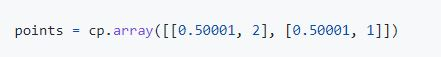 points = cp.array([[0.50001, 2], [0.50001, 1]])